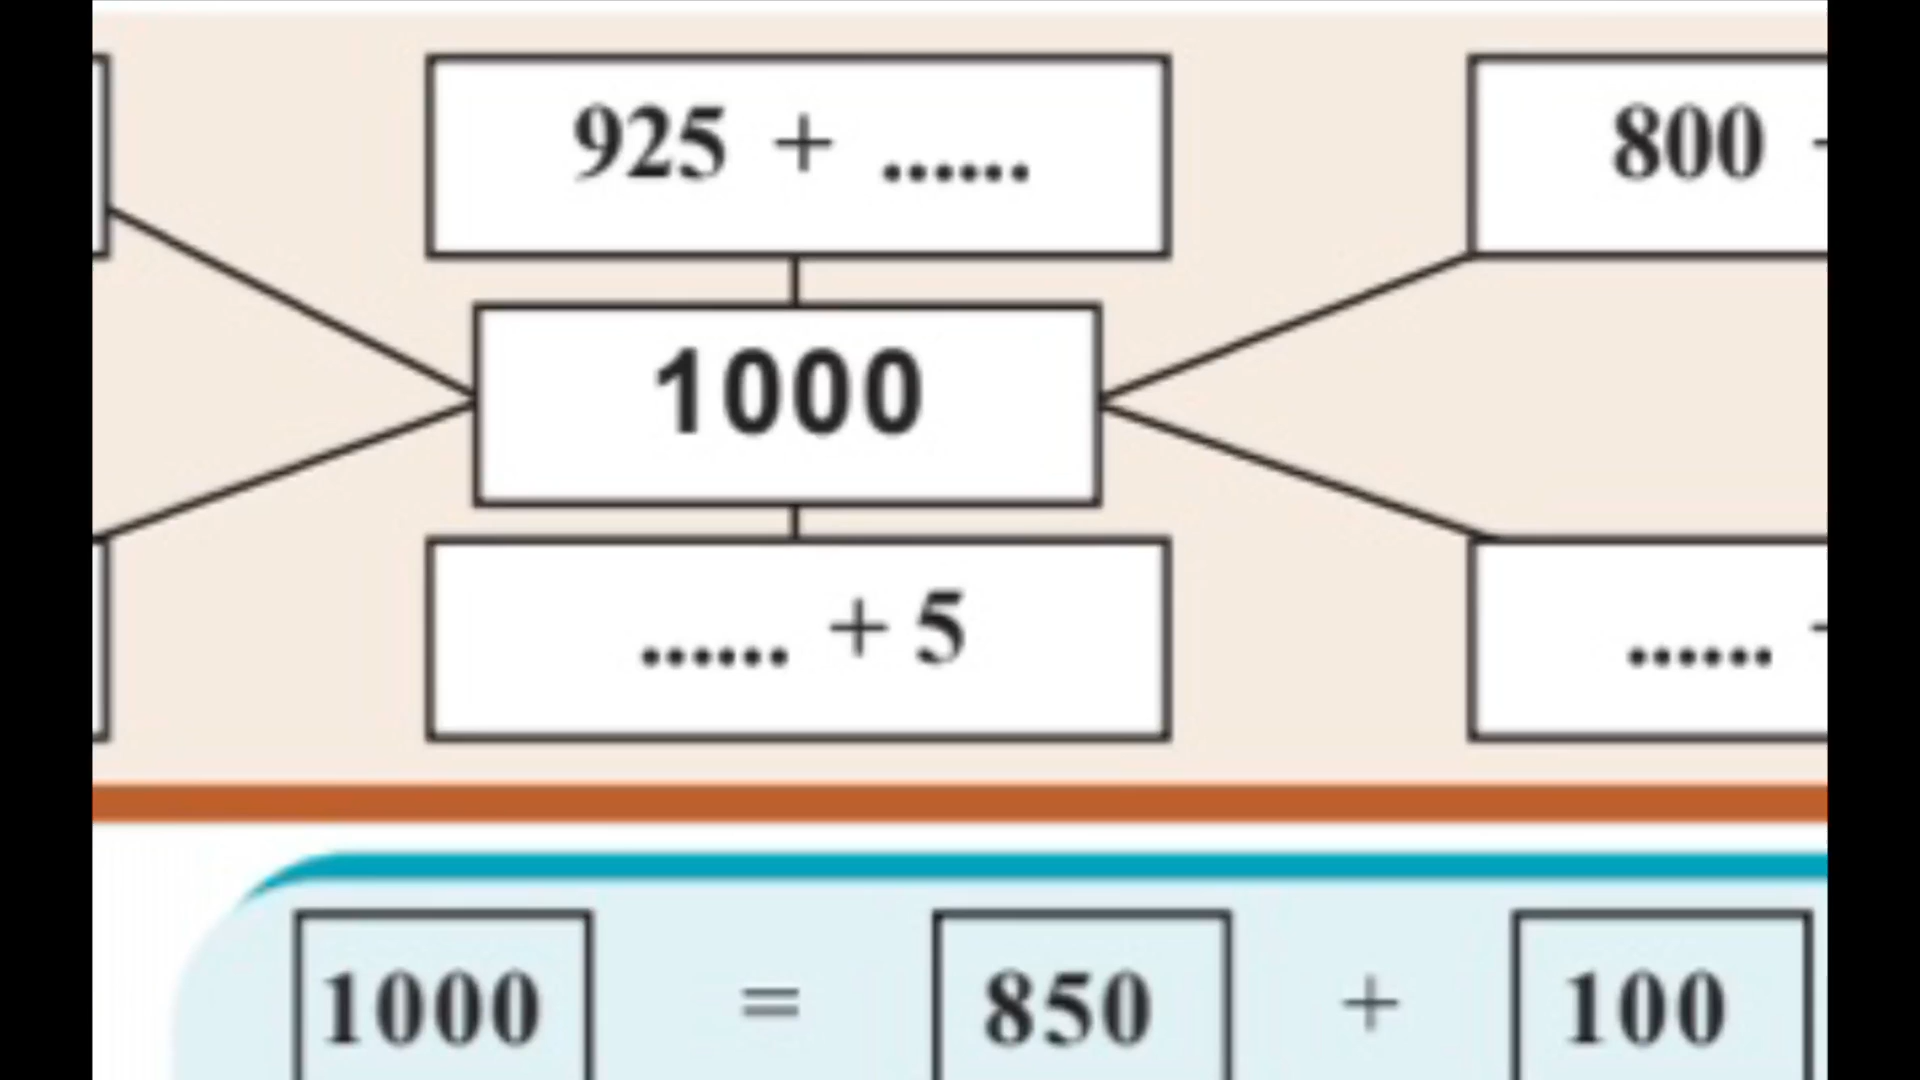 925 + ......
800
1000
...... + 5
......
1000 = 850 + 100